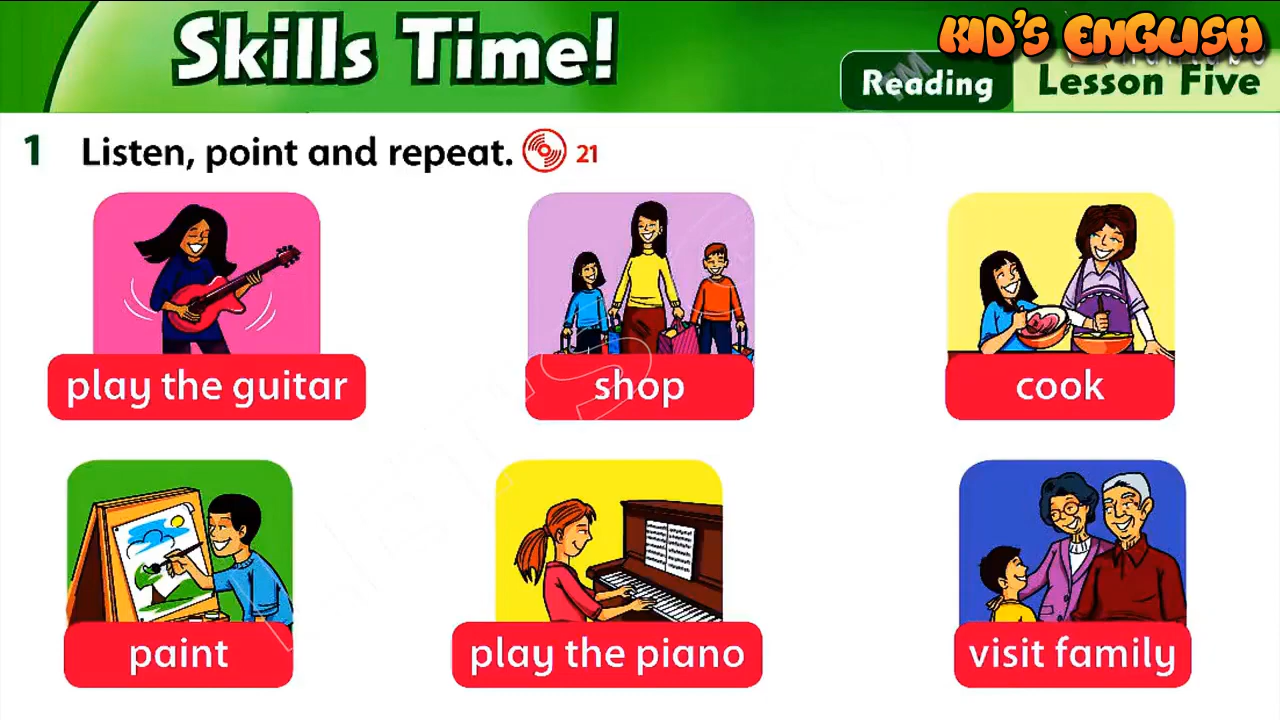 KID'S ENGLISH
Skills Time!
Reading
Lesson Five
1 Listen, point and repeat. 21
play the guitar
shop
cook
paint
play the piano
visit family